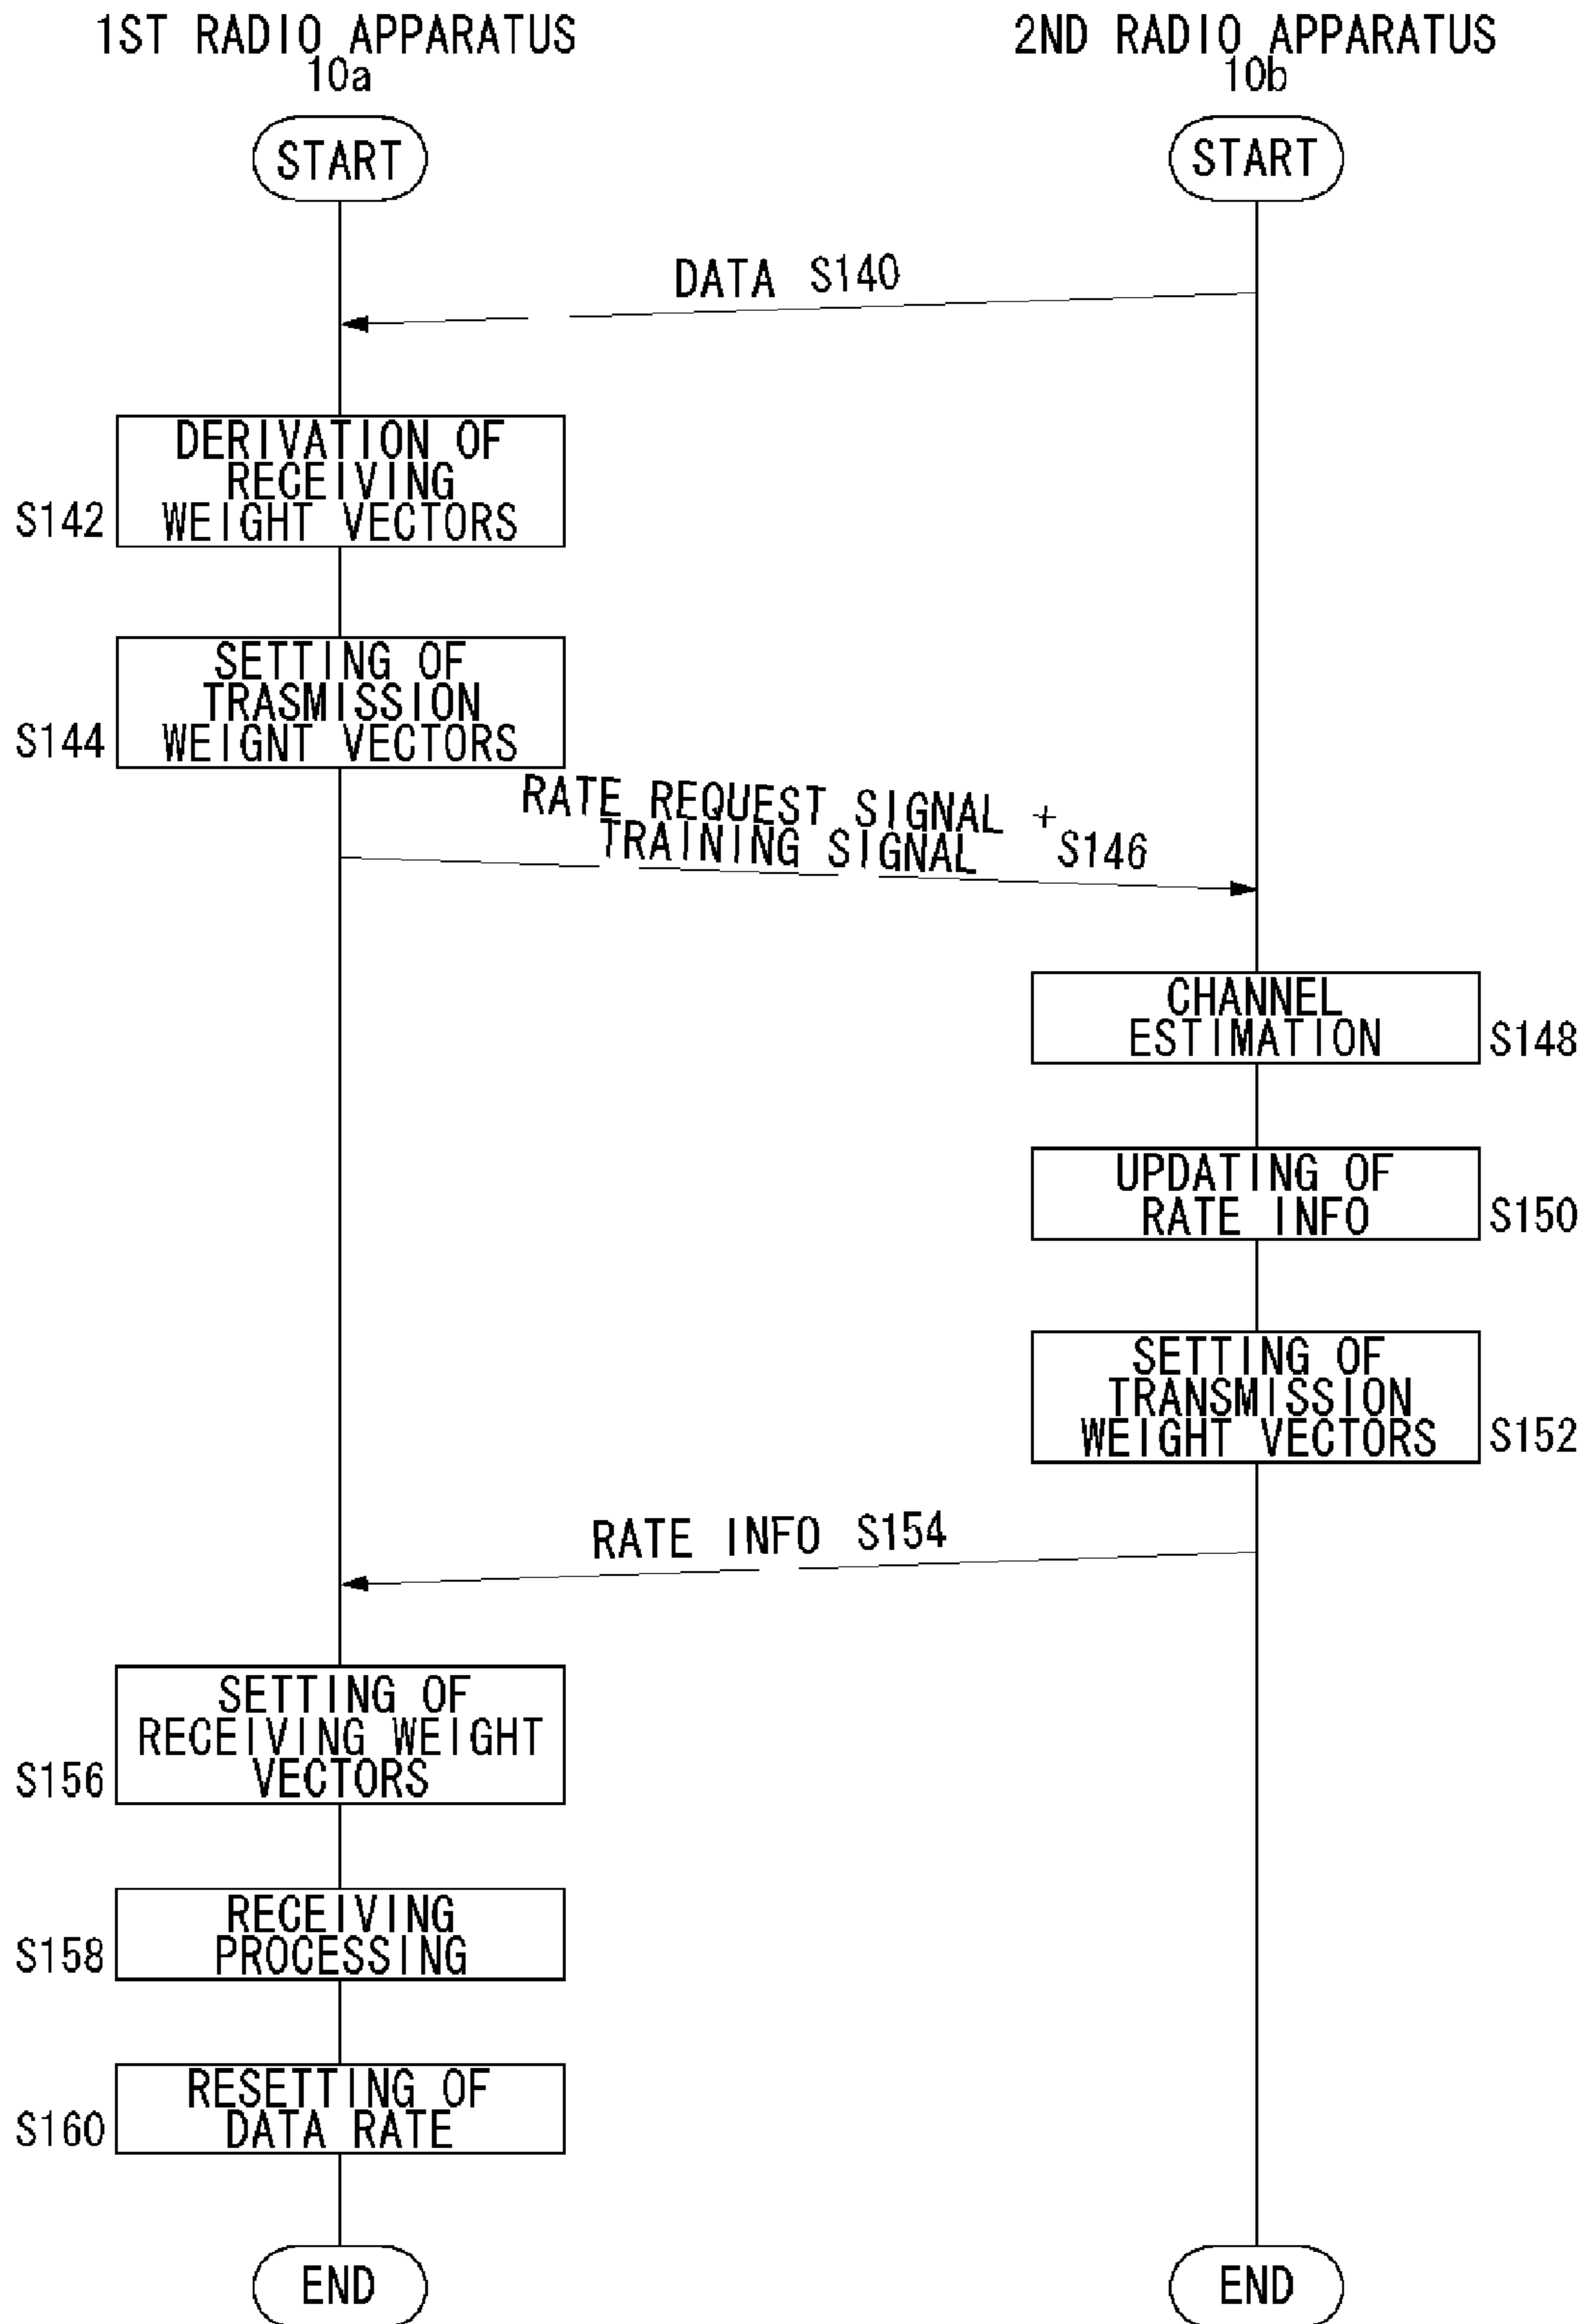 1ST RADIO APPARATUS
10a
2ND RADIO APPARATUS
10b
START
START
DATA S140
DERIVATION OF
RECEIVING
WEIGHT VECTORS
S142
SETTING OF
TRASMISSION
WEIGNT VECTORS
S144
RATE REQUEST SIGNAL +
TRAINING SIGNAL
S146
CHANNEL
ESTIMATION
S148
UPDATING OF
RATE INFO
S150
SETTING OF
TRANSMISSION
WEIGHT VECTORS
S152
RATE INFO S154
SETTING OF
RECEIVING WEIGHT
VECTORS
S156
RECEIVING
PROCESSING
S158
RESETTING OF
DATA RATE
S160
END
END